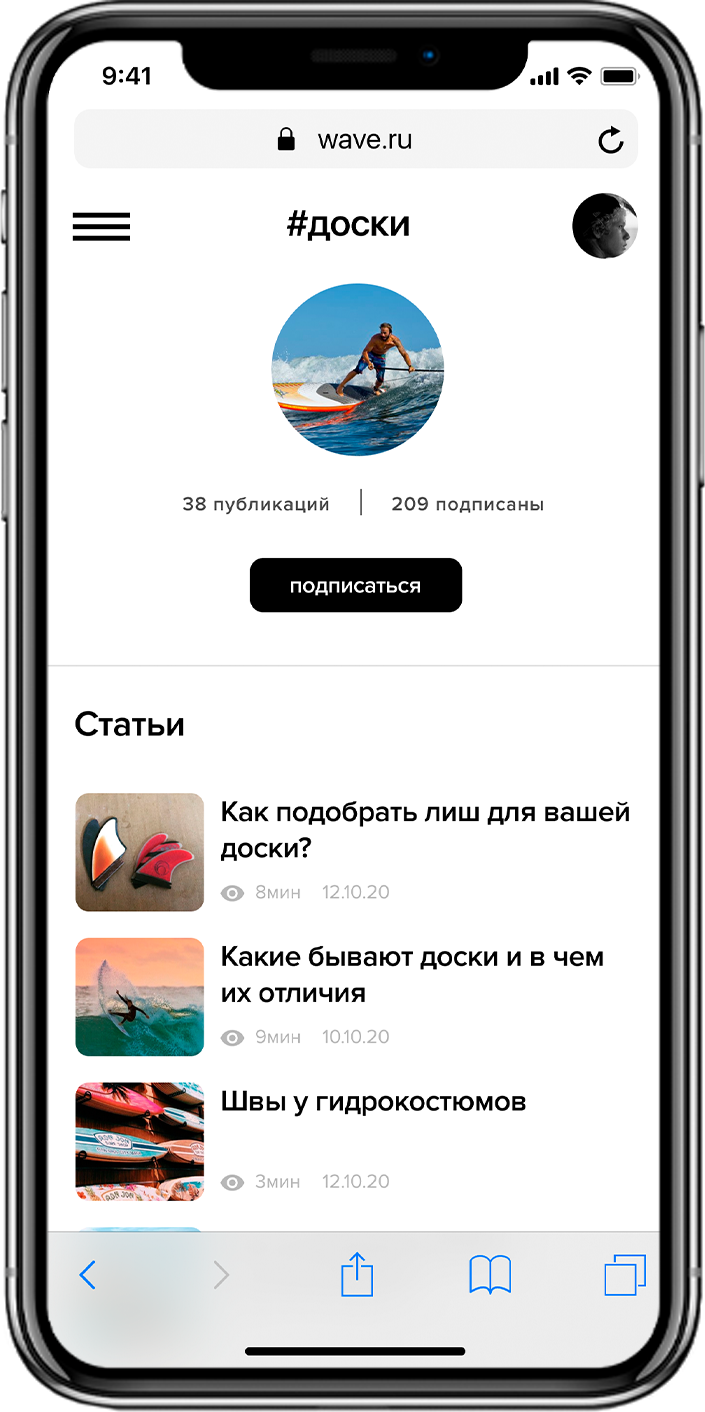 9:41
wave.ru
#доски
38 публикаций | 209 подписаны
подписаться
Статьи
Как подобрать лиш для вашей
доски?
8мин 12.10.20
Какие бывают доски и в чем
их отличия
9мин 10.10.20
Швы у гидрокостюмов
3мин 12.10.20